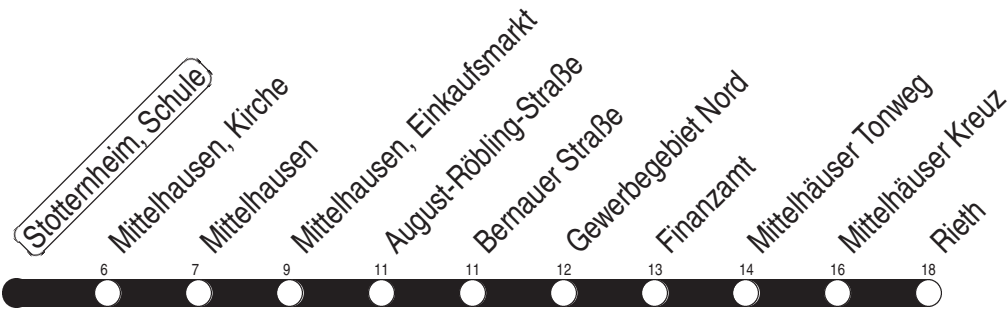 Stotternheim, Schule
Mittelhausen, Kirche
Mittelhausen
Mittelhausen, Einkaufsmarkt
August-Röbling-Straße
Bernauer Straße
Gewerbegebiet Nord
Finanzamt
Mittelhäuser Tonweg
Mittelhäuser Kreuz
Rieth
6 7 9 11 11 12 13 14 16 18